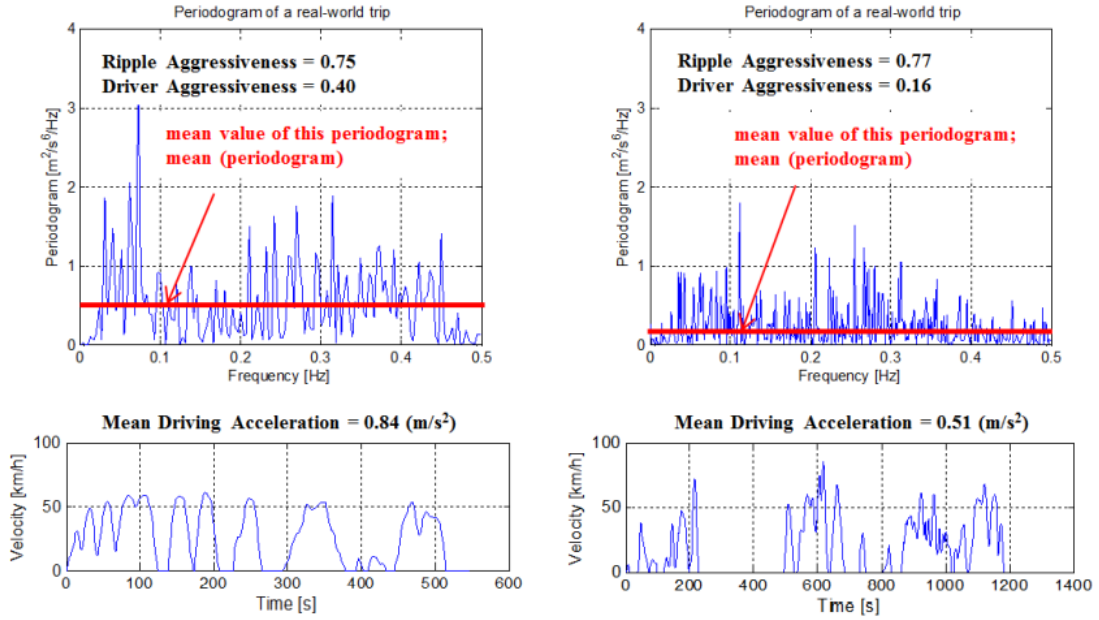 Periodogram of a real-world trip
4
3
2
1
0
Periodogram [m²/s⁶/Hz]
Ripple Aggressiveness = 0.75
Driver Aggressiveness = 0.40
mean value of this periodogram;
mean (periodogram)
0 0.1 0.2 0.3 0.4 0.5
Frequency [Hz]
Periodogram of a real-world trip
4
3
2
1
0
Periodogram [m²/s⁶/Hz]
Ripple Aggressiveness = 0.77
Driver Aggressiveness = 0.16
mean value of this periodogram;
mean (periodogram)
0 0.1 0.2 0.3 0.4 0.5
Frequency [Hz]
Mean Driving Acceleration = 0.84 (m/s²)
100
50
0
Velocity [km/h]
0 100 200 300 400 500 600
Time [s]
Mean Driving Acceleration = 0.51 (m/s²)
100
50
0
Velocity [km/h]
0 200 400 600 800 1000 1200 1400
Time [s]